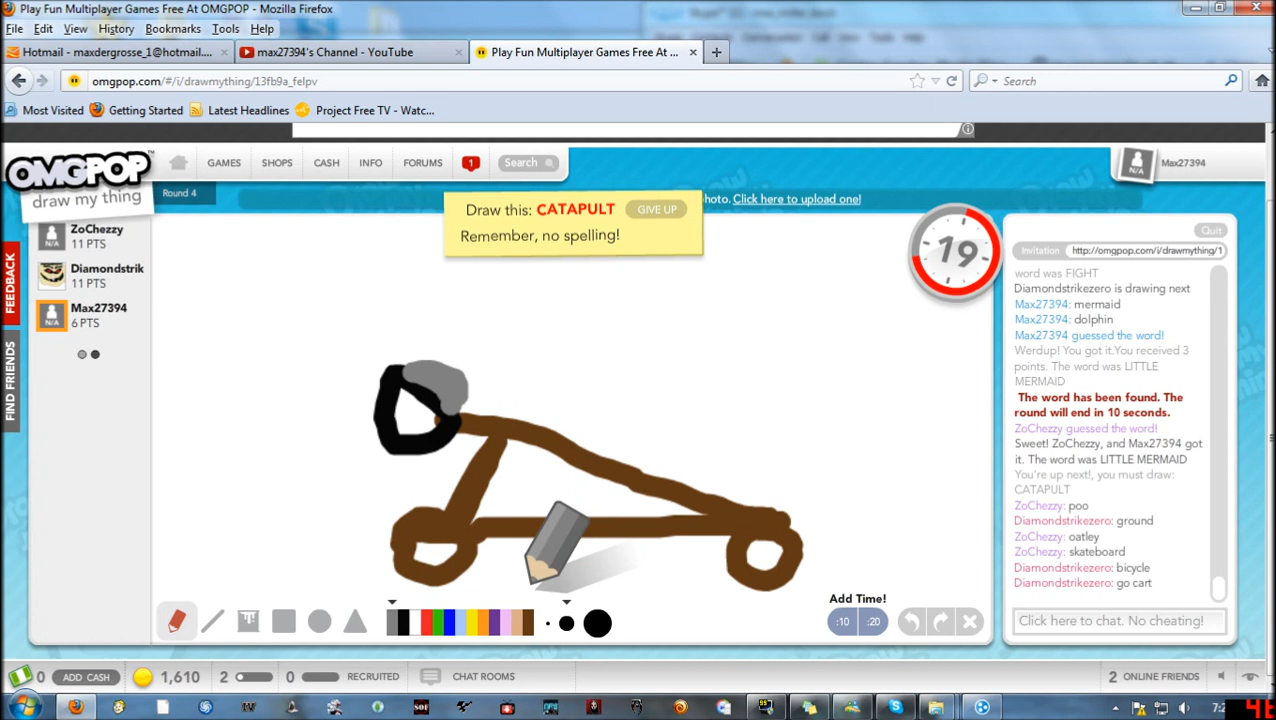 Play Fun Multiplayer Games Free At OMGPOP - Mozilla Firefox
File Edit View History Bookmarks Tools Help
Hotmail - maxdergrosse_1@hotmail.... max27394's Channel - YouTube Play Fun Multiplayer Games Free At ...
omgpop.com/#/i/drawmything/13fb9a_felpv Search
Most Visited Getting Started Latest Headlines Project Free TV - Watc...
OMGPOP GAMES SHOPS CASH INFO FORUMS 1 Search Max27394
draw my thing Round 4
hoto. Click here to upload one!
Draw this: CATAPULT GIVE UP
Remember, no spelling!
ZoChezzy
11 PTS
Diamondstrik
11 PTS
N/A Max27394
6 PTS
FEEDBACK
FIND FRIENDS
19
Quit
Invitation http://omgpop.com/i/drawmything/1
word was FIGHT
Diamondstrikezero is drawing next
Max27394: mermaid
Max27394: dolphin
Max27394 guessed the word!
Werdup! You got it.You received 3
points. The word was LITTLE
MERMAID
The word has been found. The
round will end in 10 seconds.
ZoChezzy guessed the word!
Sweet! ZoChezzy, and Max27394 got
it. The word was LITTLE MERMAID
You're up next!, you must draw:
CATAPULT
ZoChezzy: poo
Diamondstrikezero: ground
ZoChezzy: oatley
ZoChezzy: skateboard
Diamondstrikezero: bicycle
Diamondstrikezero: go cart
Click here to chat. No cheating!
Add Time!
:10 :20
0 ADD CASH 1,610 2 0 RECRUITED CHAT ROOMS 2 ONLINE FRIENDS